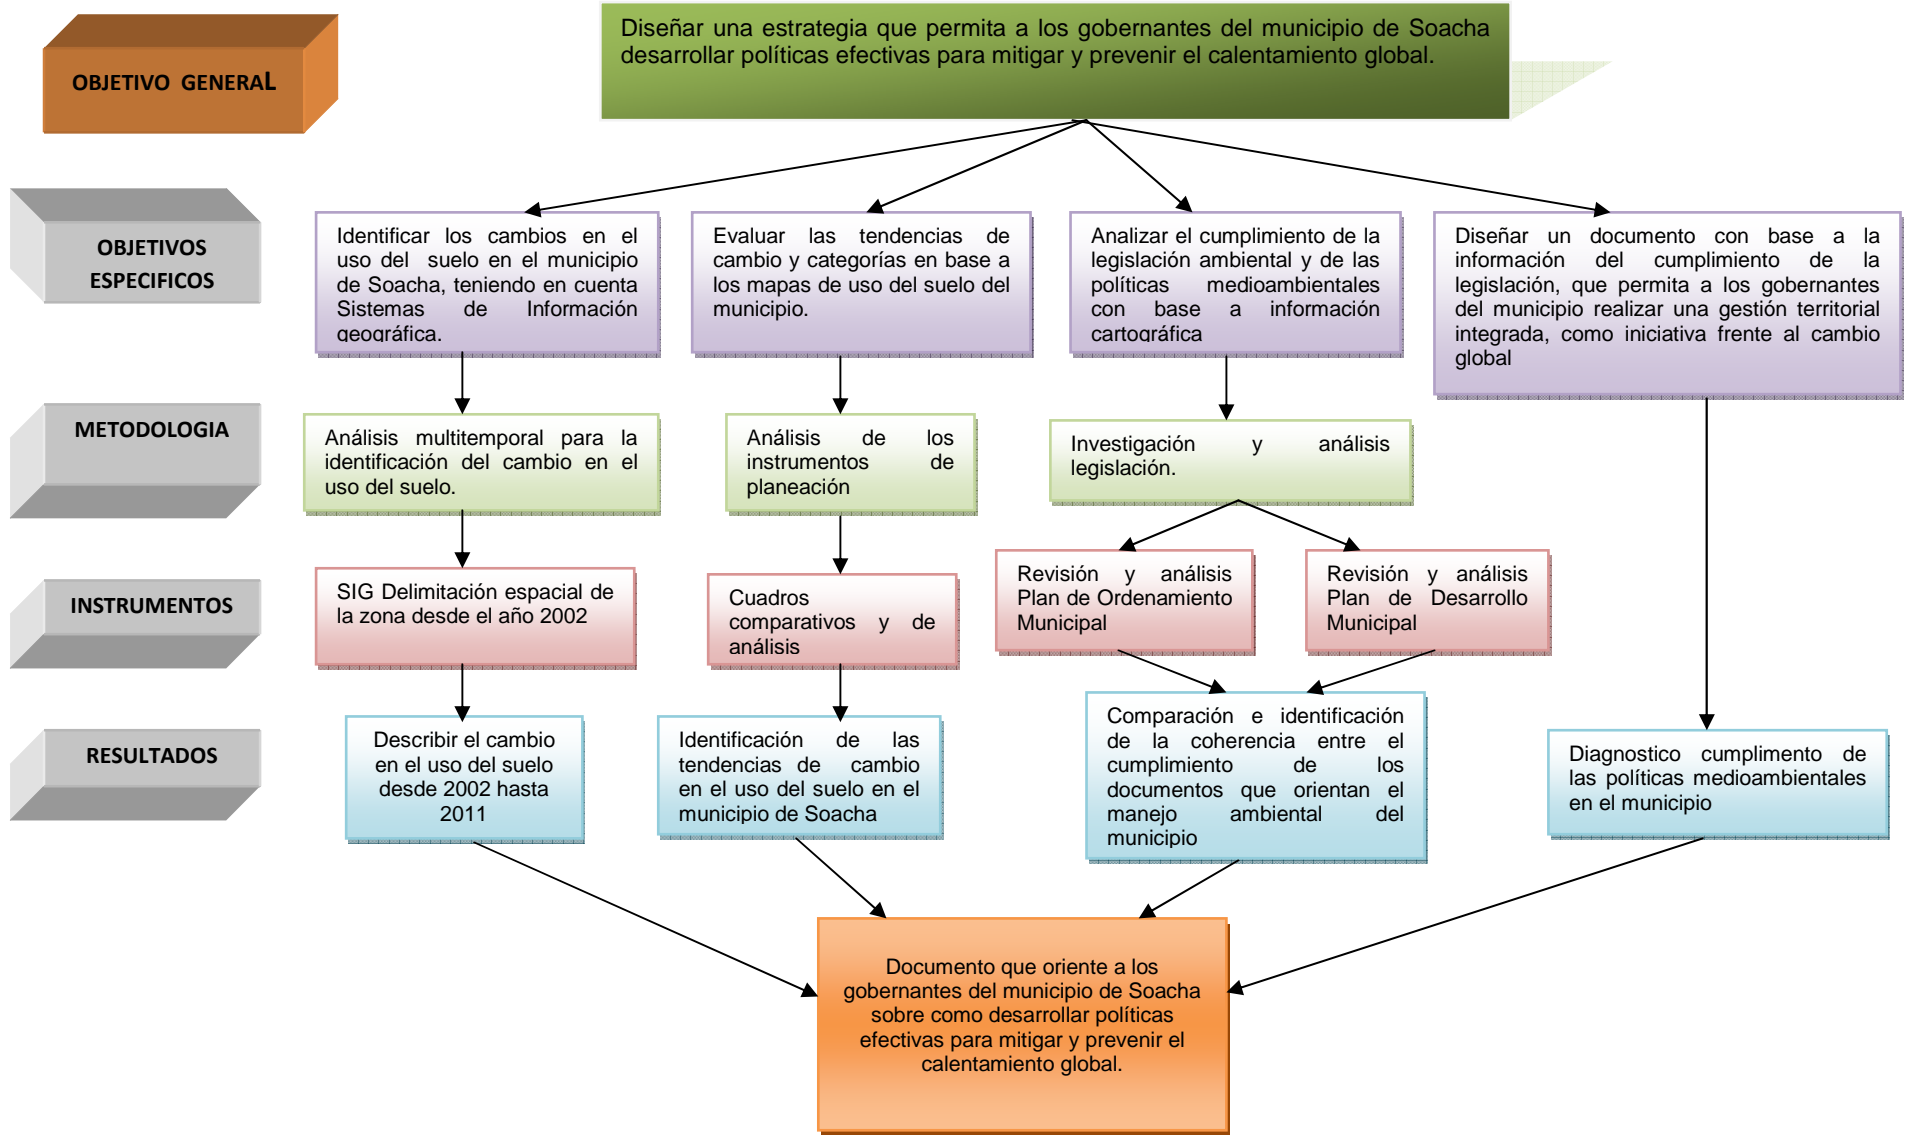 OBJETIVO GENERAL
Diseñar una estrategia que permita a los gobernantes del municipio de Soacha
desarrollar políticas efectivas para mitigar y prevenir el calentamiento global.
OBJETIVOS
ESPECIFICOS
Identificar los cambios en el
uso del suelo en el municipio
de Soacha, teniendo en cuenta
Sistemas de Información
geográfica.
Evaluar las tendencias de
cambio y categorías en base a
los mapas de uso del suelo del
municipio.
Analizar el cumplimiento de la
legislación ambiental y de las
políticas medioambientales
con base a información
cartográfica
Diseñar un documento con base a la
información del cumplimiento de la
legislación, que permita a los gobernantes
del municipio realizar una gestión territorial
integrada, como iniciativa frente al cambio
global
METODOLOGIA
Análisis multitemporal para la
identificación del cambio en el
uso del suelo.
Análisis de los
instrumentos de
planeación
Investigación y análisis
legislación.
INSTRUMENTOS
SIG Delimitación espacial de
la zona desde el año 2002
Cuadros
comparativos y de
análisis
Revisión y análisis
Plan de Ordenamiento
Municipal
Revisión y análisis
Plan de Desarrollo
Municipal
RESULTADOS
Describir el cambio
en el uso del suelo
desde 2002 hasta
2011
Identificación de las
tendencias de cambio
en el uso del suelo en el
municipio de Soacha
Comparación e identificación
de la coherencia entre el
cumplimiento de los
documentos que orientan el
manejo ambiental del
municipio
Diagnostico cumplimento de
las políticas medioambientales
en el municipio
Documento que oriente a los
gobernantes del municipio de Soacha
sobre como desarrollar políticas
efectivas para mitigar y prevenir el
calentamiento global.